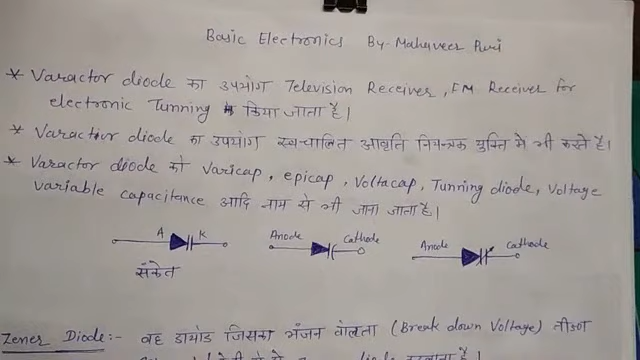 Basic Electronics By- Mahaveer Puri
* Varactor diode का उपयोग Television Receiver, FM Receiver for
electronic Tunning किया जाता है।
* Varactour diode का उपयोग स्वचालित आवृति नियन्त्रक युक्ति मे भी करते है।
* Varactor diode को Varicap, epicap, Voltacap, Tunning diode, Voltage
variable capacitance आदि नाम से भी जाना जाता है।
A K Anode Cathode Anode Cathode
संकेत
Zener Diode:- वह डायोड जिसका भंजन वोल्टता (Break down Voltage) तीक्ष्ण